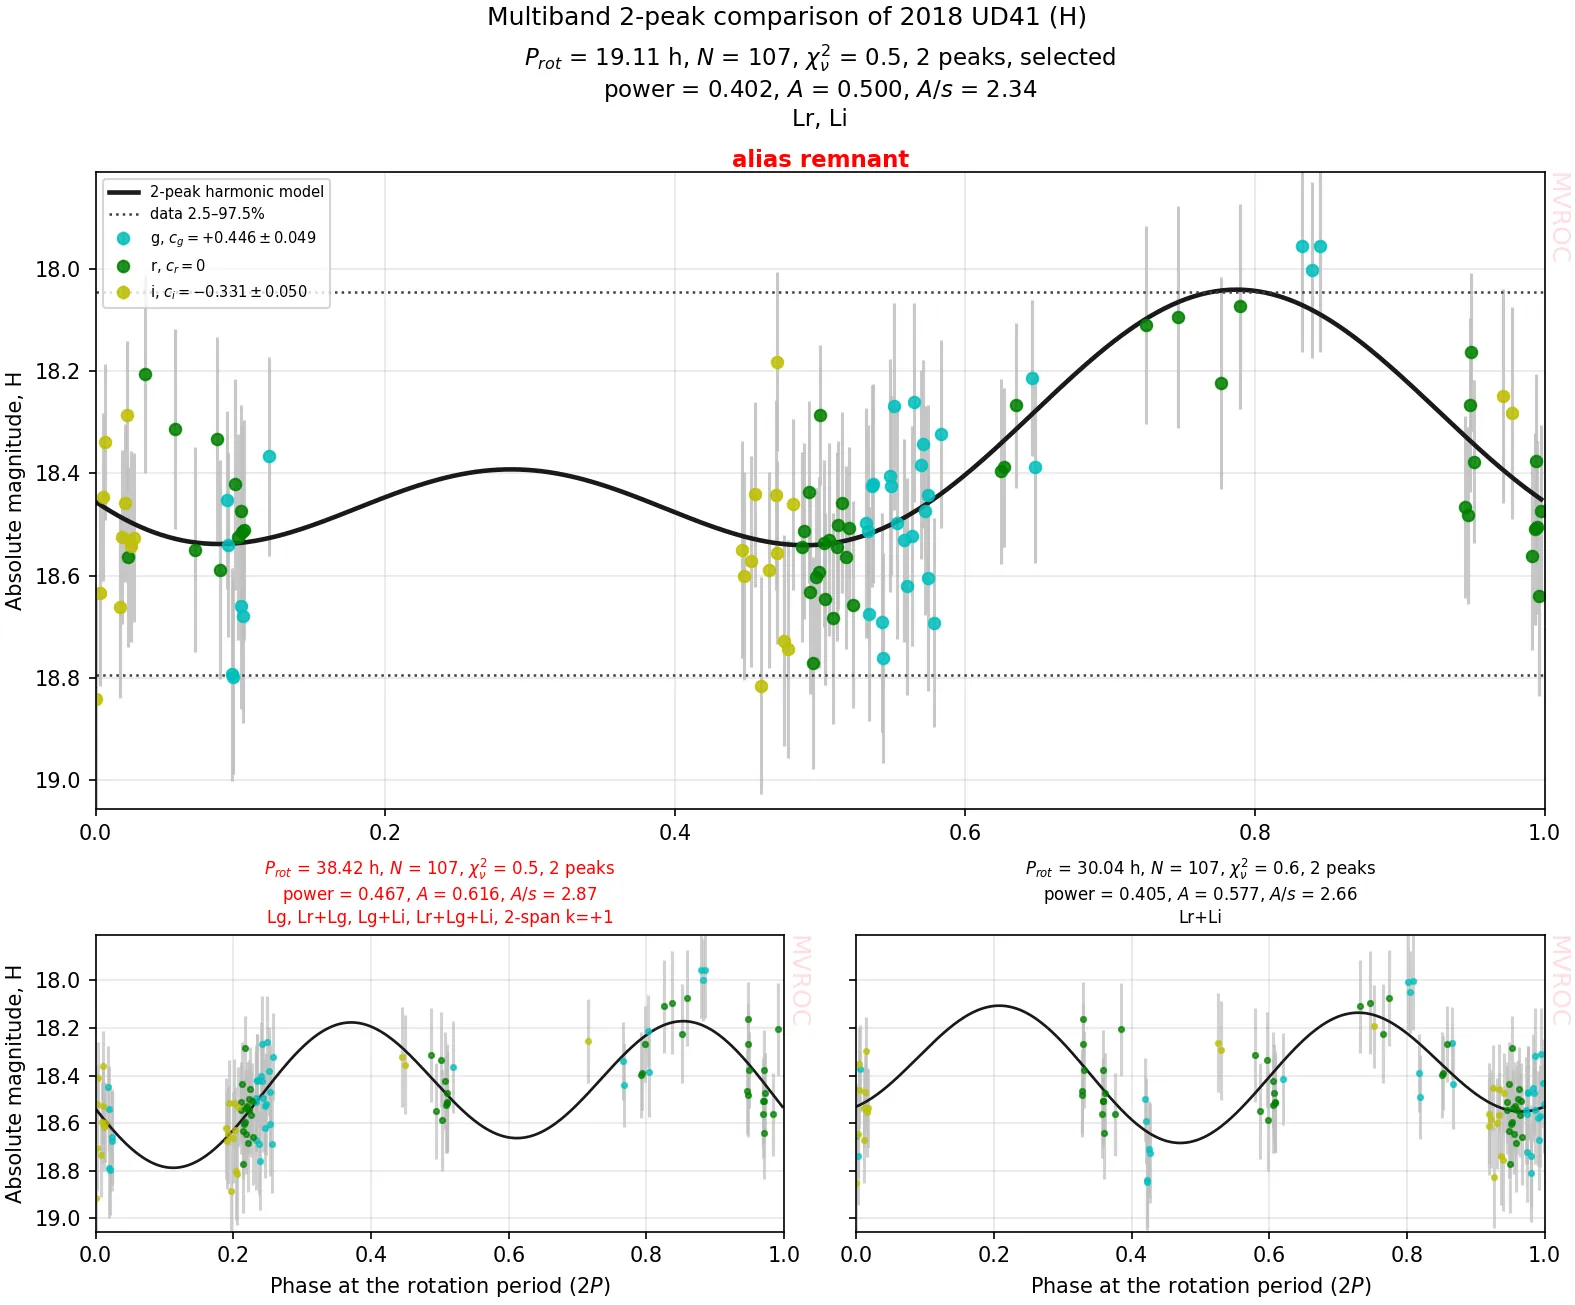 Multiband 2-peak comparison of 2018 UD41 (H)
P_rot = 19.11 h, N = 107, χ²_ν = 0.5, 2 peaks, selected
power = 0.402, A = 0.500, A/s = 2.34
Lr, Li
alias remnant
2-peak harmonic model
data 2.5–97.5%
g, c_g = +0.446 ± 0.049
r, c_r = 0
i, c_i = −0.331 ± 0.050
MVROC
Absolute magnitude, H
18.0
18.2
18.4
18.6
18.8
19.0
0.0 0.2 0.4 0.6 0.8 1.0
P_rot = 38.42 h, N = 107, χ²_ν = 0.5, 2 peaks
power = 0.467, A = 0.616, A/s = 2.87
Lg, Lr+Lg, Lg+Li, Lr+Lg+Li, 2-span k=+1
MVROC
Absolute magnitude, H
18.0
18.2
18.4
18.6
18.8
19.0
0.0 0.2 0.4 0.6 0.8 1.0
Phase at the rotation period (2P)
P_rot = 30.04 h, N = 107, χ²_ν = 0.6, 2 peaks
power = 0.405, A = 0.577, A/s = 2.66
Lr+Li
MVROC
0.0 0.2 0.4 0.6 0.8 1.0
Phase at the rotation period (2P)